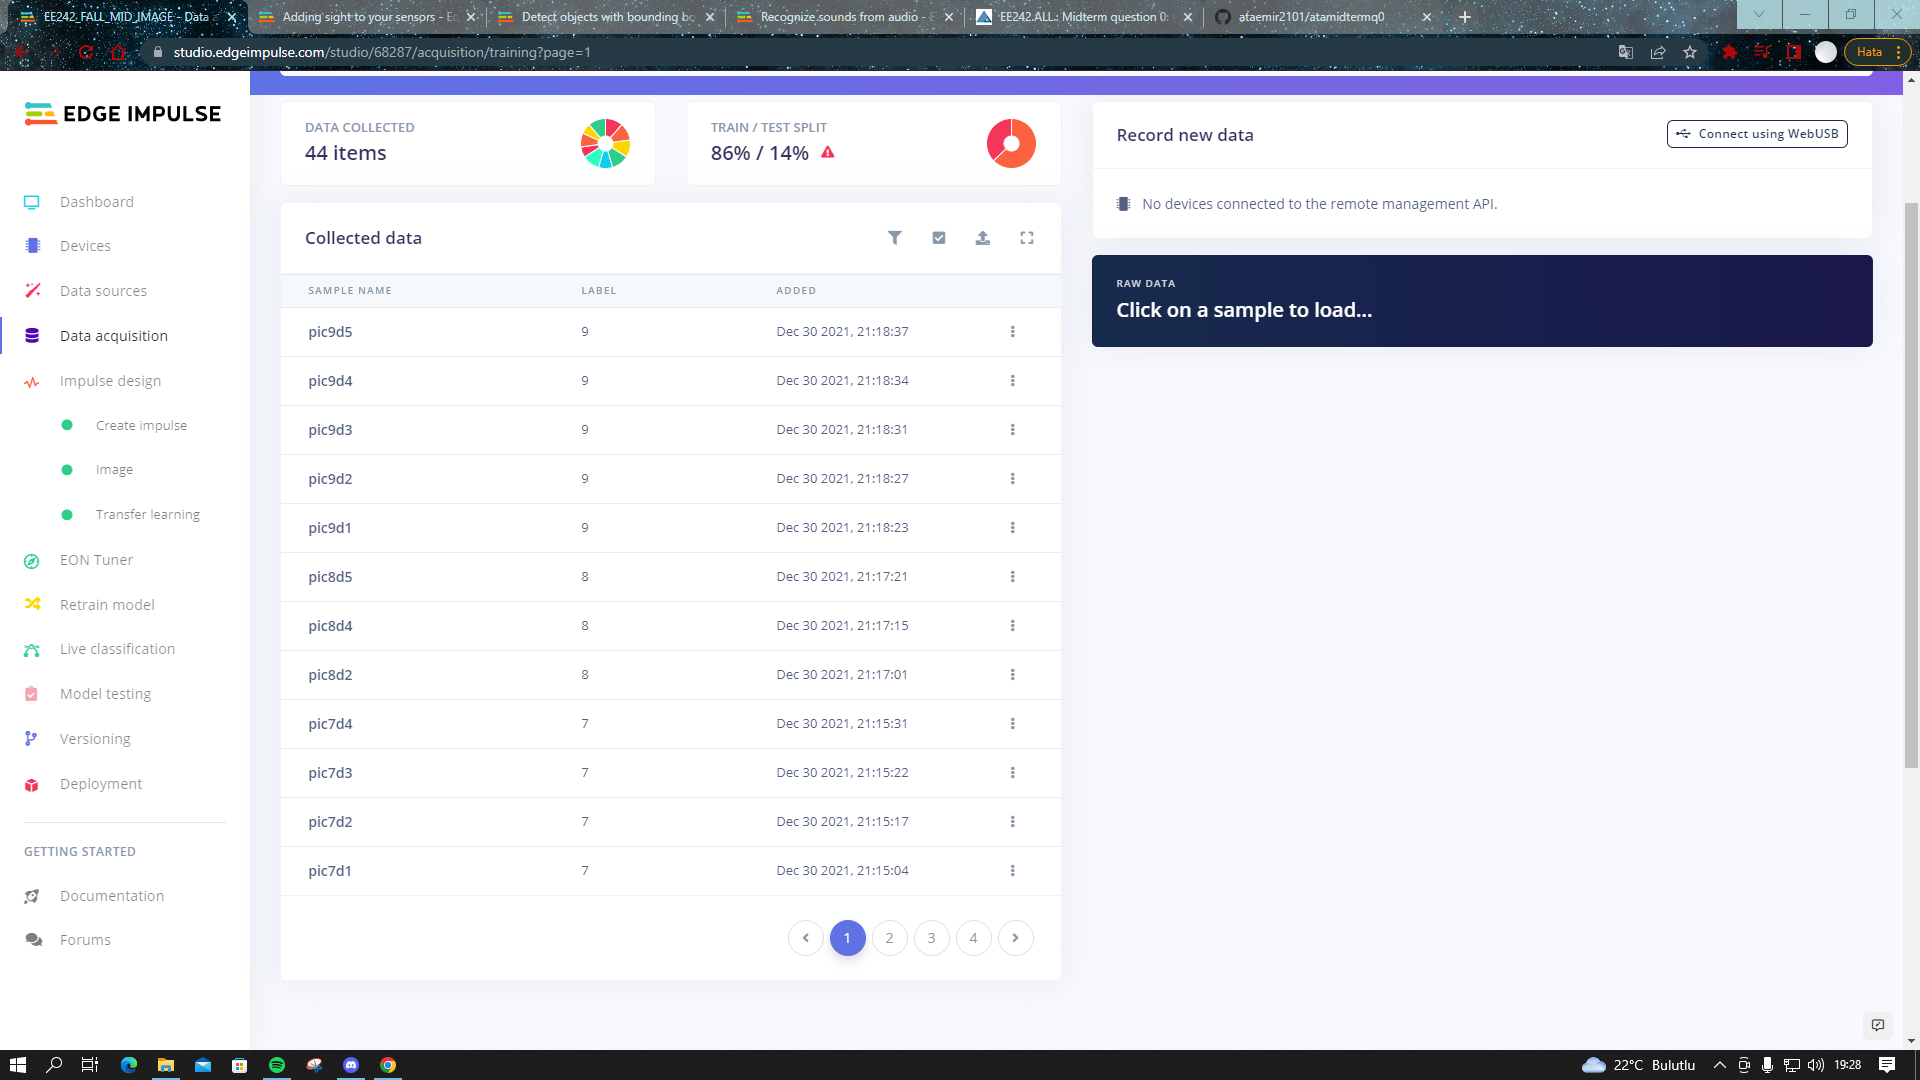 EE242_FALL_MID_IMAGE - Data
Adding sight to your sensors - Ec
Detect objects with bounding bo
Recognize sounds from audio - E
EE242.ALL.: Midterm question 0:
ataemir2101/atamidtermq0
studio.edgeimpulse.com/studio/68287/acquisition/training?page=1
Hata
EDGE IMPULSE
Dashboard
Devices
Data sources
Data acquisition
Impulse design
Create impulse
Image
Transfer learning
EON Tuner
Retrain model
Live classification
Model testing
Versioning
Deployment
GETTING STARTED
Documentation
Forums
DATA COLLECTED
44 items
TRAIN / TEST SPLIT
86% / 14%
Collected data
SAMPLE NAME LABEL ADDED
pic9d5 9 Dec 30 2021, 21:18:37
pic9d4 9 Dec 30 2021, 21:18:34
pic9d3 9 Dec 30 2021, 21:18:31
pic9d2 9 Dec 30 2021, 21:18:27
pic9d1 9 Dec 30 2021, 21:18:23
pic8d5 8 Dec 30 2021, 21:17:21
pic8d4 8 Dec 30 2021, 21:17:15
pic8d2 8 Dec 30 2021, 21:17:01
pic7d4 7 Dec 30 2021, 21:15:31
pic7d3 7 Dec 30 2021, 21:15:22
pic7d2 7 Dec 30 2021, 21:15:17
pic7d1 7 Dec 30 2021, 21:15:04
1 2 3 4
Record new data
Connect using WebUSB
No devices connected to the remote management API.
RAW DATA
Click on a sample to load...
22°C Bulutlu
19:28